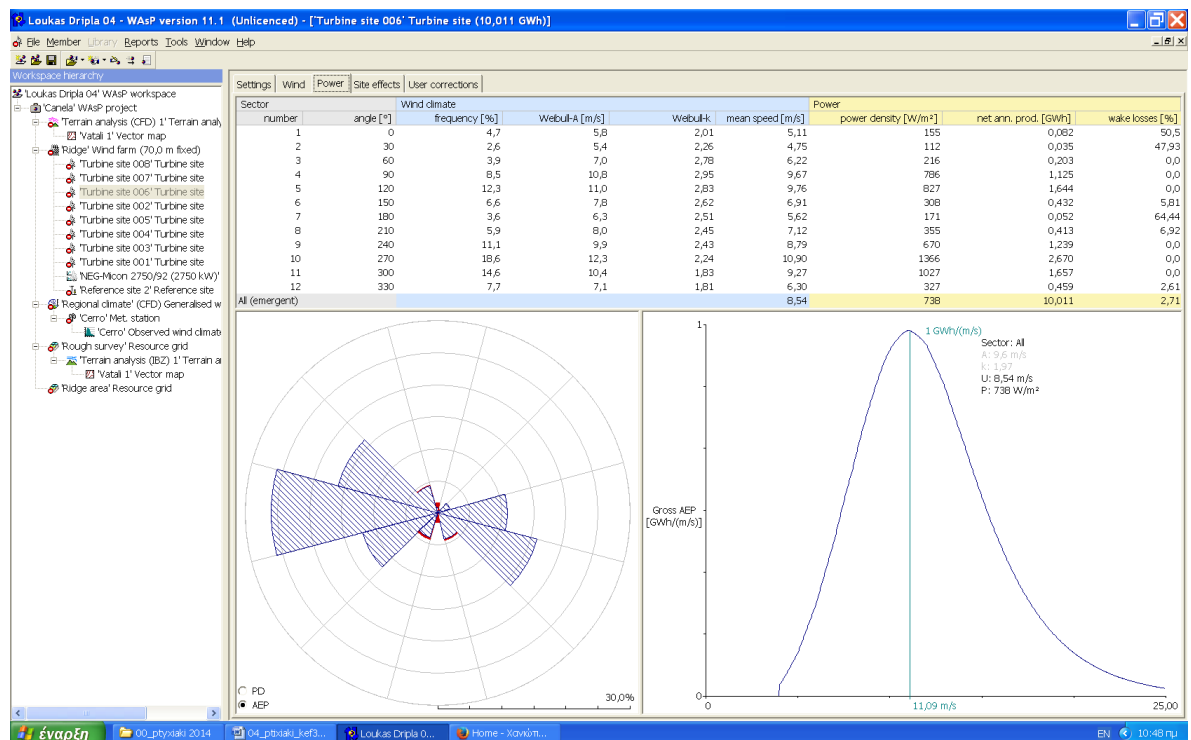 Loukas Dripla 04 - WAsP version 11.1 (Unlicenced) - ['Turbine site 006' Turbine site (10,011 GWh)]
File Member Library Reports Tools Window Help
Workspace hierarchy
'Loukas Dripla 04' WAsP workspace
'Canela' WAsP project
'Terrain analysis (CFD) 1' Terrain analy
'Vatali 1' Vector map
'Ridge' Wind farm (70,0 m fixed)
'Turbine site 008' Turbine site
'Turbine site 007' Turbine site
'Turbine site 006' Turbine site
'Turbine site 002' Turbine site
'Turbine site 005' Turbine site
'Turbine site 004' Turbine site
'Turbine site 003' Turbine site
'Turbine site 001' Turbine site
'NEG-Micon 2750/92 (2750 kW)'
'Reference site 2' Reference site
'Regional climate' (CFD) Generalised w
'Cerro' Met. station
'Cerro' Observed wind climate
'Rough survey' Resource grid
'Terrain analysis (IBZ) 1' Terrain a
'Vatali 1' Vector map
'Ridge area' Resource grid
Settings Wind Power Site effects User corrections
Sector Wind climate Power
number angle [°] frequency [%] Weibull-A [m/s] Weibull-k mean speed [m/s] power density [W/m²] net ann. prod. [GWh] wake losses [%]
1 0 4,7 5,8 2,01 5,11 155 0,082 50,5
2 30 2,6 5,4 2,26 4,75 112 0,035 47,93
3 60 3,9 7,0 2,78 6,22 216 0,203 0,0
4 90 8,5 10,8 2,95 9,67 786 1,125 0,0
5 120 12,3 11,0 2,83 9,76 827 1,644 0,0
6 150 6,6 7,8 2,62 6,91 308 0,432 5,81
7 180 3,6 6,3 2,51 5,62 171 0,052 64,44
8 210 5,9 8,0 2,45 7,12 355 0,413 6,92
9 240 11,1 9,9 2,43 8,79 670 1,239 0,0
10 270 18,6 12,3 2,24 10,90 1366 2,670 0,0
11 300 14,6 10,4 1,83 9,27 1027 1,657 0,0
12 330 7,7 7,1 1,81 6,30 327 0,459 2,61
All (emergent) 8,54 738 10,011 2,71
PD
AEP
30,0%
1
1 GWh/(m/s)
Sector: All
A: 9,6 m/s
k: 1,97
U: 8,54 m/s
P: 738 W/m²
Gross AEP
[GWh/(m/s)]
0
0 11,09 m/s 25,00
έναρξη 00_ptyxiaki 2014 04_ptixiaki_kef3... Loukas Dripla 0... Home - Χανιώτ... EN 10:48 πμ